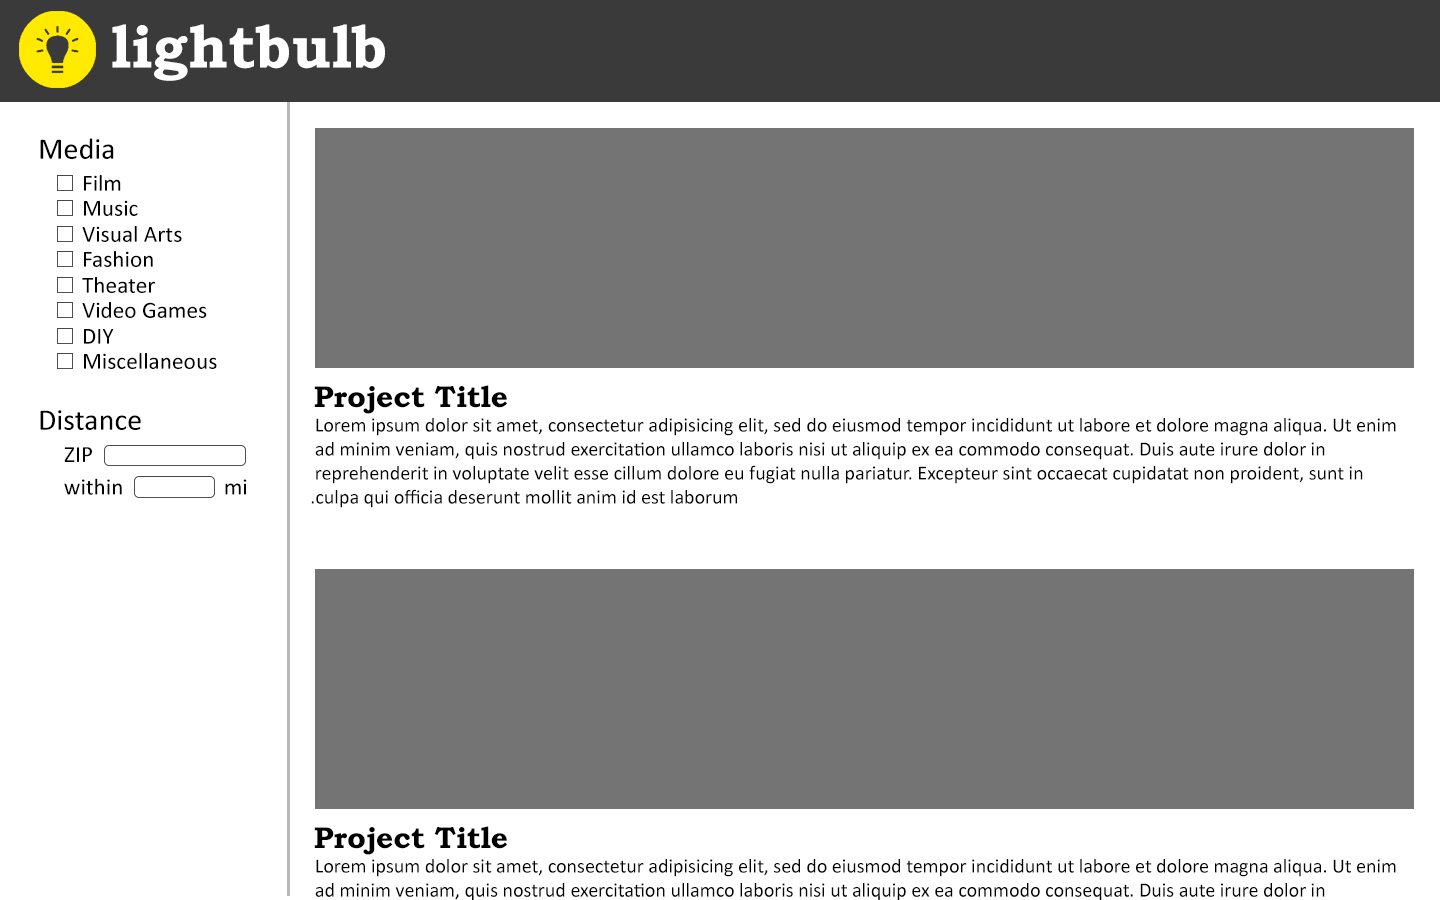 lightbulb
Media
Film
Music
Visual Arts
Fashion
Theater
Video Games
DIY
Miscellaneous
Distance
ZIP
within mi
Project Title
Lorem ipsum dolor sit amet, consectetur adipisicing elit, sed do eiusmod tempor incididunt ut labore et dolore magna aliqua. Ut enim
ad minim veniam, quis nostrud exercitation ullamco laboris nisi ut aliquip ex ea commodo consequat. Duis aute irure dolor in
reprehenderit in voluptate velit esse cillum dolore eu fugiat nulla pariatur. Excepteur sint occaecat cupidatat non proident, sunt in
.culpa qui officia deserunt mollit anim id est laborum
Project Title
Lorem ipsum dolor sit amet, consectetur adipisicing elit, sed do eiusmod tempor incididunt ut labore et dolore magna aliqua. Ut enim
ad minim veniam, quis nostrud exercitation ullamco laboris nisi ut aliquip ex ea commodo consequat. Duis aute irure dolor in